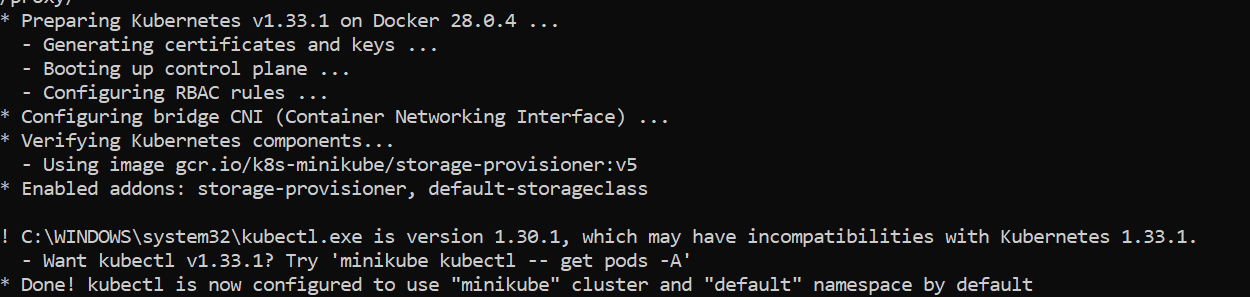 /proxy/
* Preparing Kubernetes v1.33.1 on Docker 28.0.4 ...
  - Generating certificates and keys ...
  - Booting up control plane ...
  - Configuring RBAC rules ...
* Configuring bridge CNI (Container Networking Interface) ...
* Verifying Kubernetes components...
  - Using image gcr.io/k8s-minikube/storage-provisioner:v5
* Enabled addons: storage-provisioner, default-storageclass

! C:\WINDOWS\system32\kubectl.exe is version 1.30.1, which may have incompatibilities with Kubernetes 1.33.1.
  - Want kubectl v1.33.1? Try 'minikube kubectl -- get pods -A'
* Done! kubectl is now configured to use "minikube" cluster and "default" namespace by default